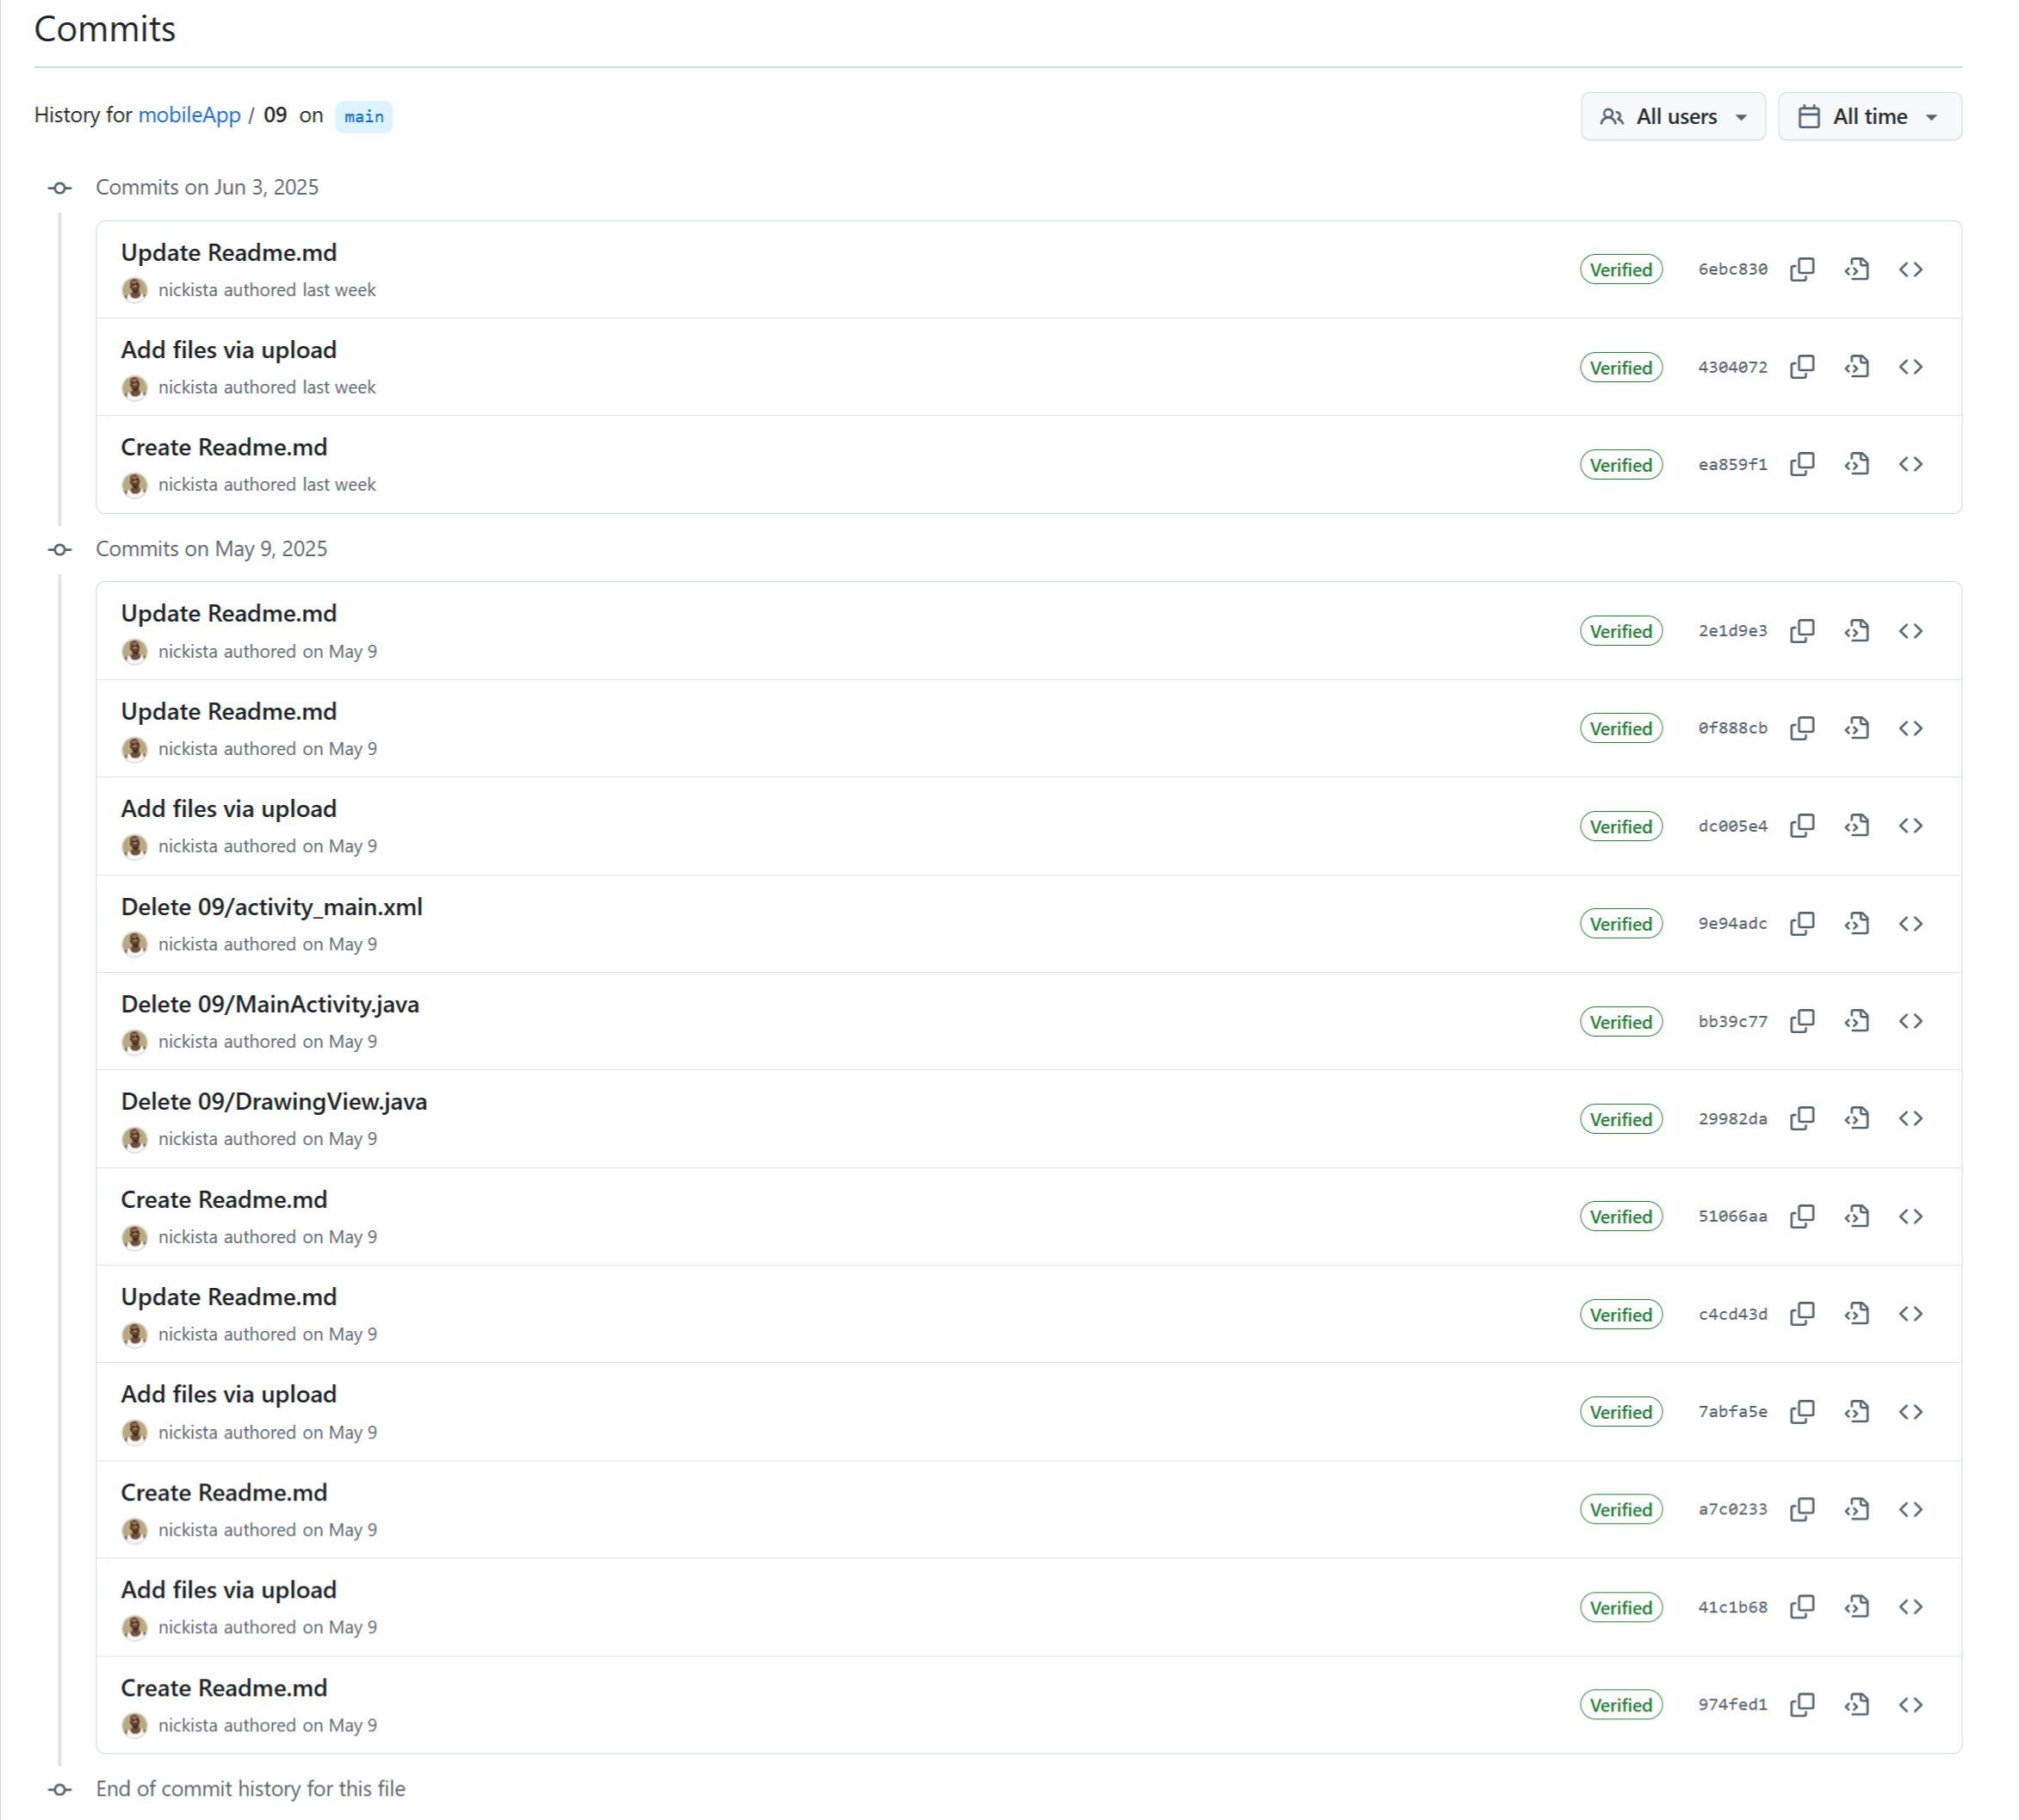 Commits
History for mobileApp / 09 on main All users All time
Commits on Jun 3, 2025
Update Readme.md
nickista authored last week
Verified 6ebc830
Add files via upload
nickista authored last week
Verified 4304072
Create Readme.md
nickista authored last week
Verified ea859f1
Commits on May 9, 2025
Update Readme.md
nickista authored on May 9
Verified 2e1d9e3
Update Readme.md
nickista authored on May 9
Verified 0f888cb
Add files via upload
nickista authored on May 9
Verified dc005e4
Delete 09/activity_main.xml
nickista authored on May 9
Verified 9e94adc
Delete 09/MainActivity.java
nickista authored on May 9
Verified bb39c77
Delete 09/DrawingView.java
nickista authored on May 9
Verified 29982da
Create Readme.md
nickista authored on May 9
Verified 51066aa
Update Readme.md
nickista authored on May 9
Verified c4cd43d
Add files via upload
nickista authored on May 9
Verified 7abfa5e
Create Readme.md
nickista authored on May 9
Verified a7c0233
Add files via upload
nickista authored on May 9
Verified 41c1b68
Create Readme.md
nickista authored on May 9
Verified 974fed1
End of commit history for this file